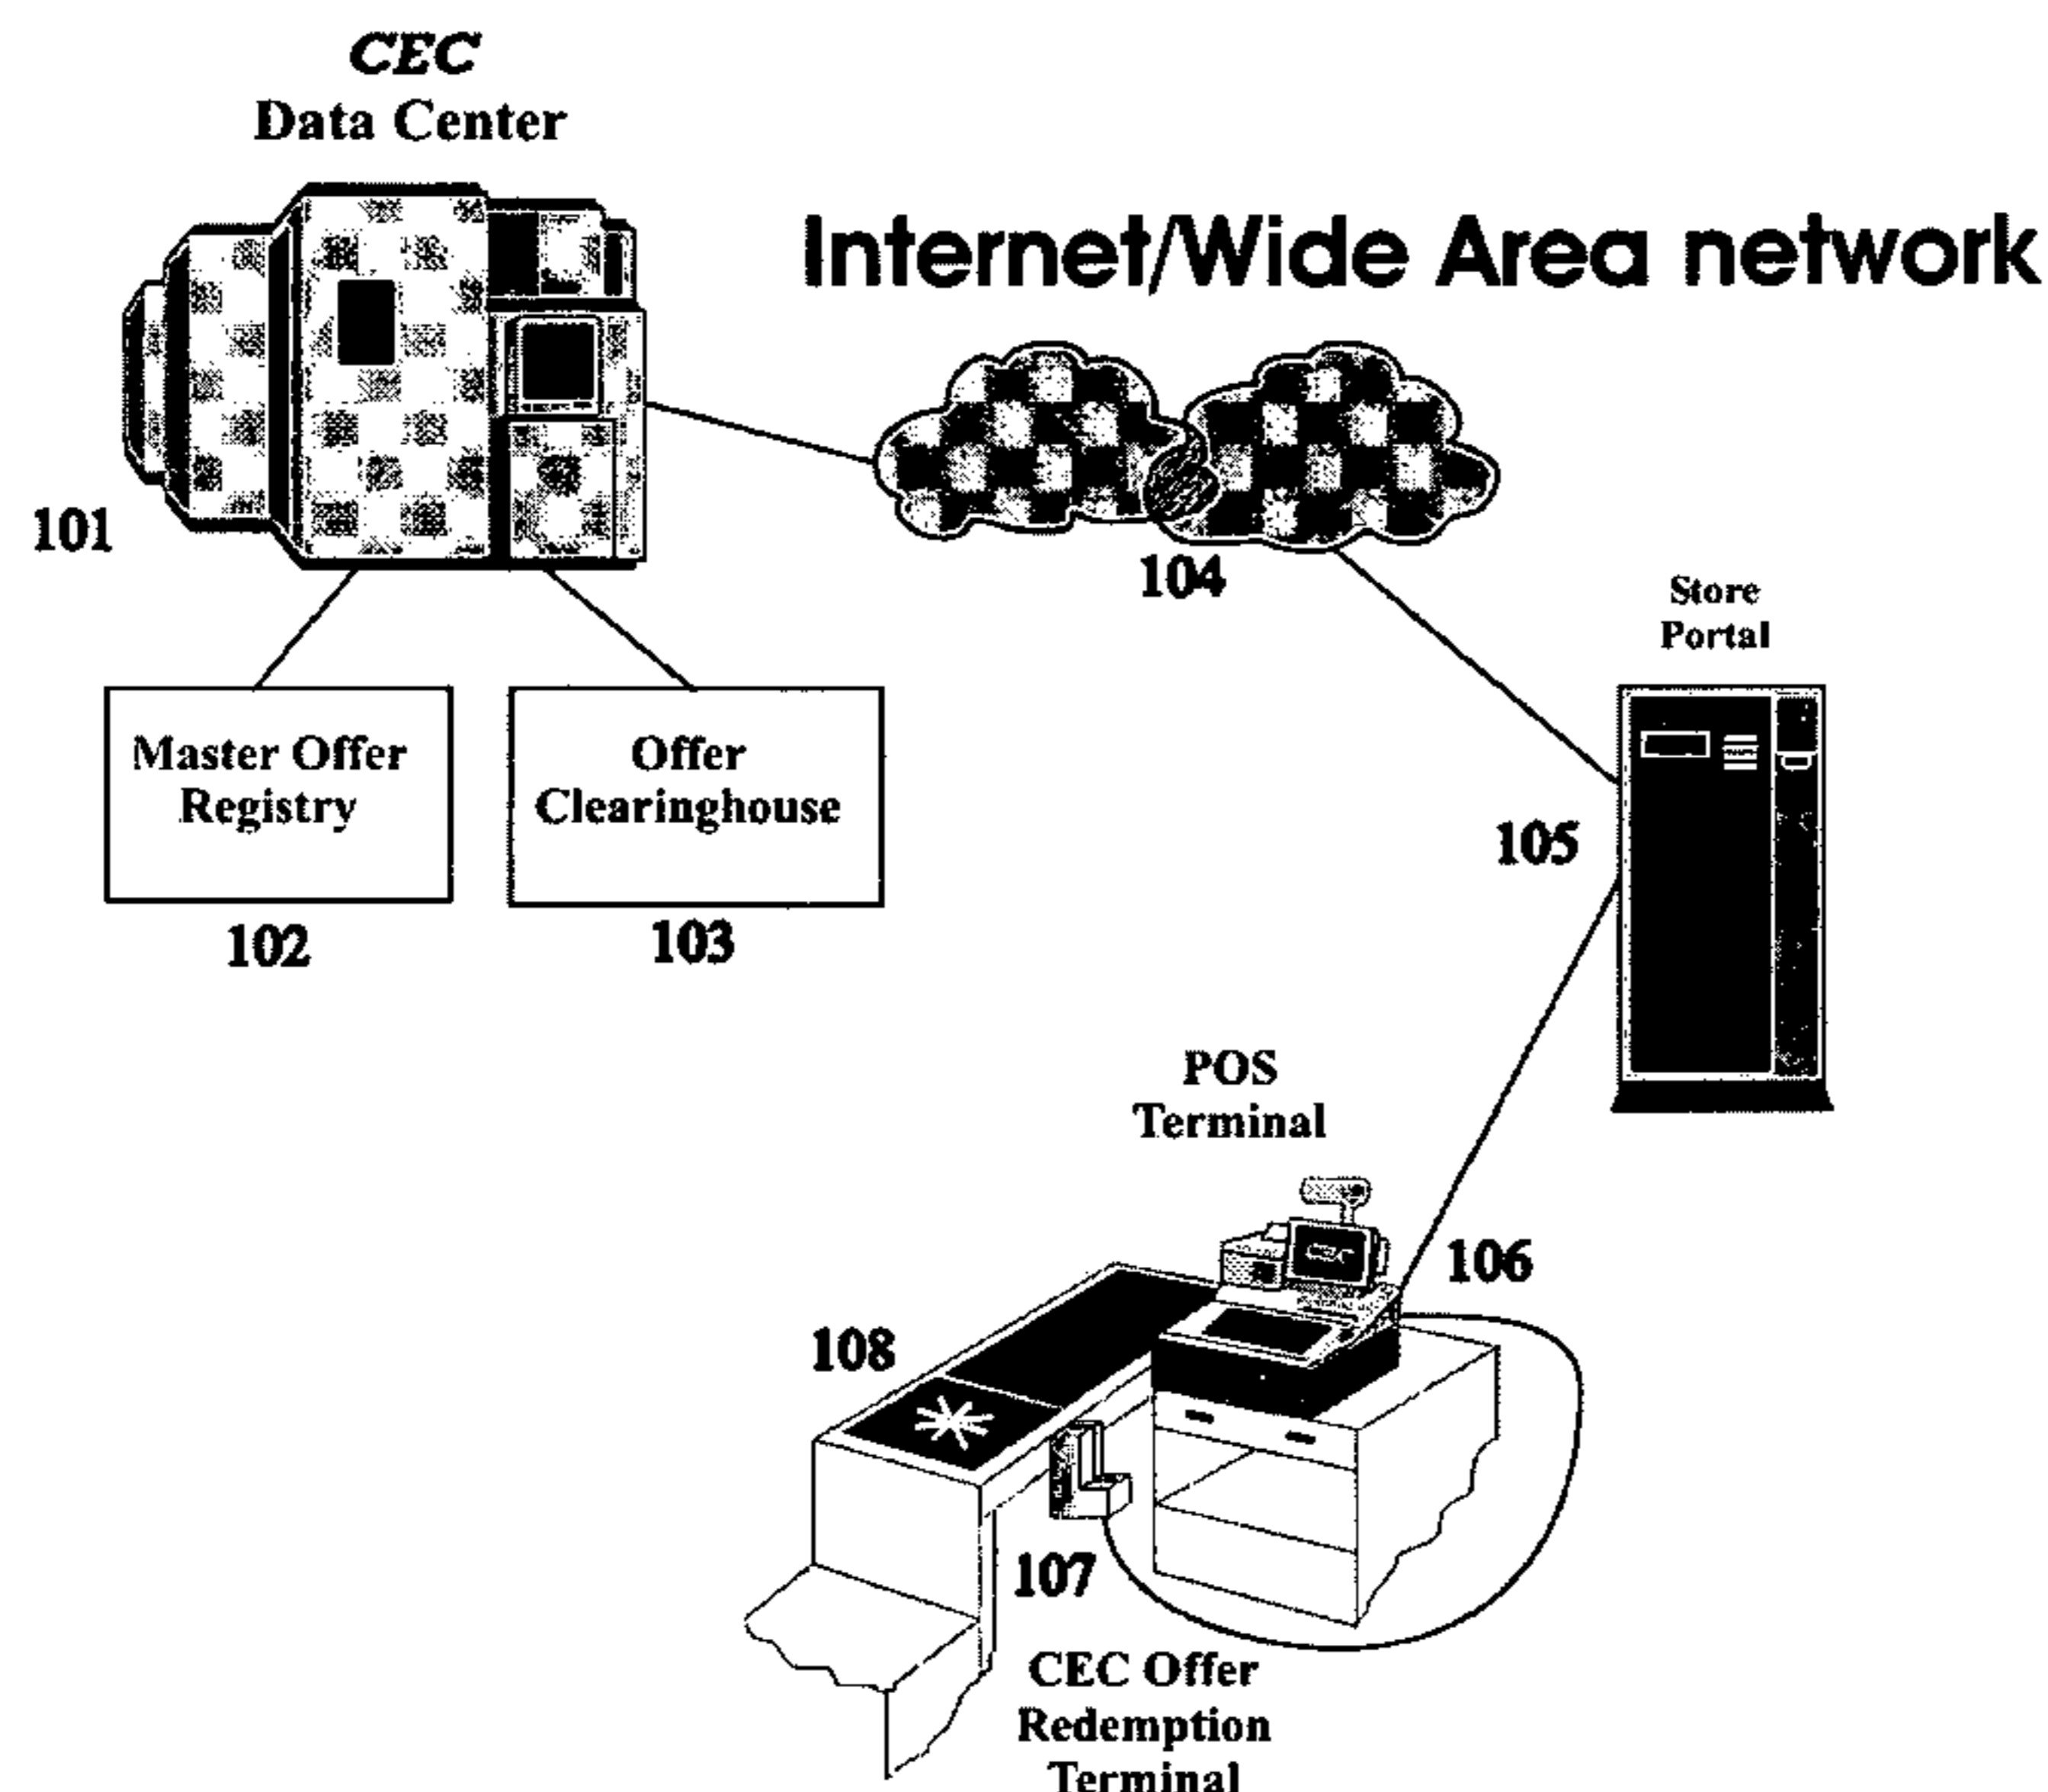 CEC
Data Center
Internet/Wide Area network
101
104
Store
Portal
Master Offer
Registry
Offer
Clearinghouse
105
102
103
POS
Terminal
106
108
107
CEC Offer
Redemption
Terminal